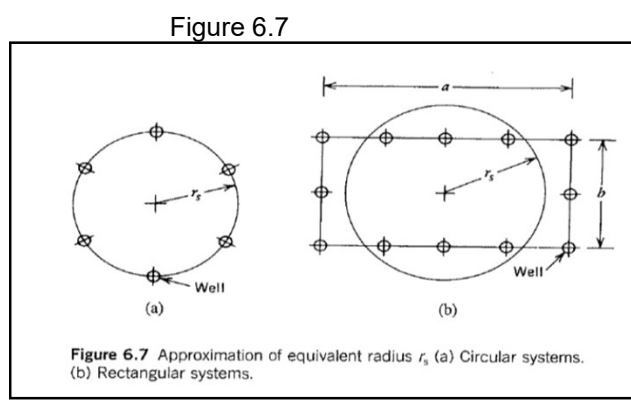 Figure 6.7
a
r_s
r_s
b
Well
Well
(a)
(b)
Figure 6.7 Approximation of equivalent radius r_s (a) Circular systems.
(b) Rectangular systems.